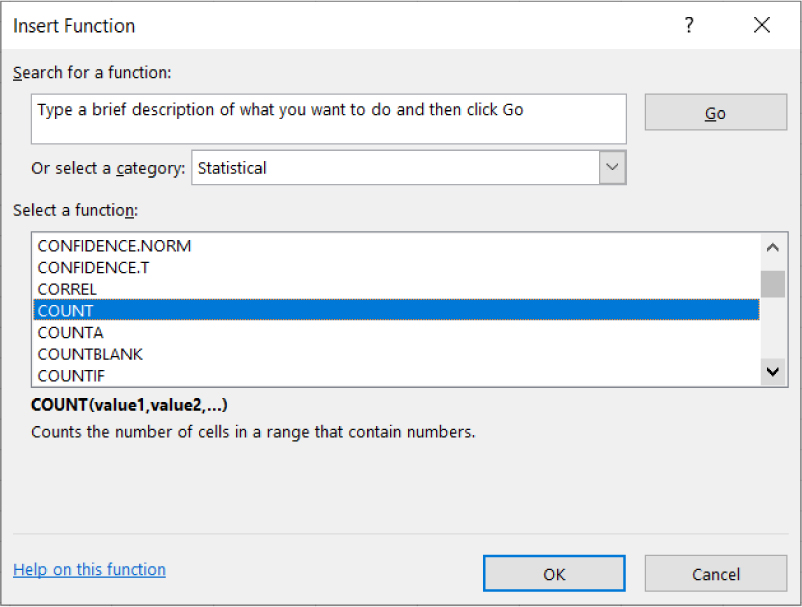 Insert Function
?
Search for a function:
Type a brief description of what you want to do and then click Go
Go
Or select a category: Statistical
Select a function:
CONFIDENCE.NORM
CONFIDENCE.T
CORREL
COUNT
COUNTA
COUNTBLANK
COUNTIF
COUNT(value1,value2,...)
Counts the number of cells in a range that contain numbers.
Help on this function
OK
Cancel